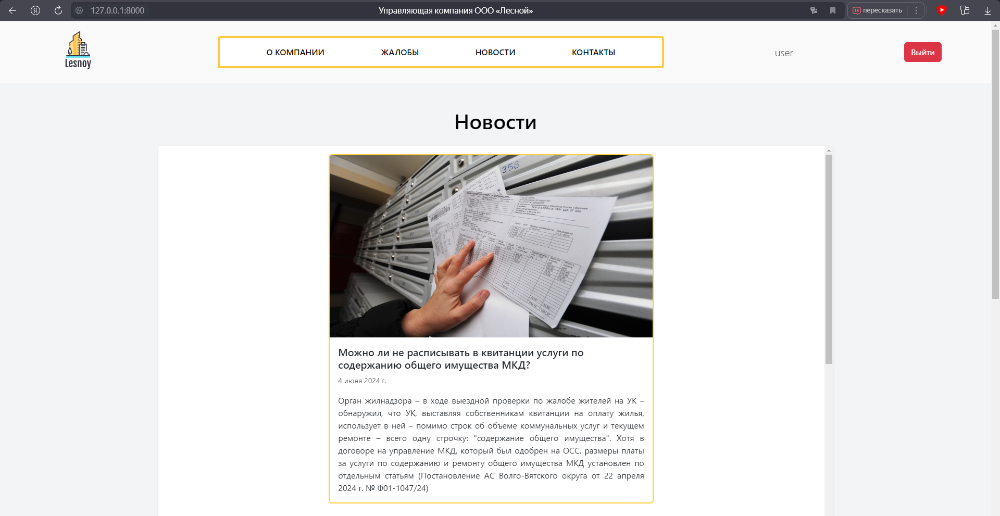 127.0.0.1:8000
Управляющая компания ООО «Лесной»
пересказать
Lesnoy
О КОМПАНИИ
ЖАЛОБЫ
НОВОСТИ
КОНТАКТЫ
user
Выйти
Новости
358
Можно ли не расписывать в квитанции услуги по
содержанию общего имущества МКД?
4 июня 2024 г.
Орган жилнадзора – в ходе выездной проверки по жалобе жителей на УК –
обнаружил, что УК, выставляя собственникам квитанции на оплату жилья,
использует в ней – помимо строк об объеме коммунальных услуг и текущем
ремонте – всего одну строчку: "содержание общего имущества". Хотя в
договоре на управление МКД, который был одобрен на ОСС, размеры платы
за услуги по содержанию и ремонту общего имущества МКД установлен по
отдельным статьям (Постановление АС Волго-Вятского округа от 22 апреля
2024 г. № Ф01-1047/24)